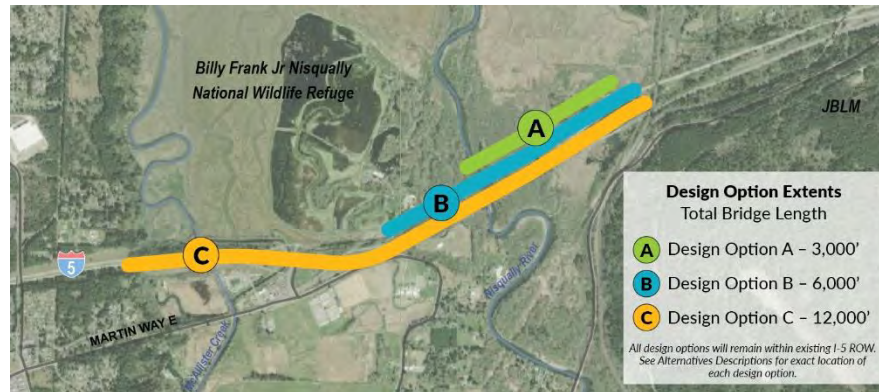 Billy Frank Jr Nisqually
National Wildlife Refuge
JBLM
A
B
C
5
MARTIN WAY E
McAllister Creek
Nisqually River
Design Option Extents
Total Bridge Length
A Design Option A – 3,000'
B Design Option B – 6,000'
C Design Option C – 12,000'
All design options will remain within existing I-5 ROW.
See Alternatives Descriptions for exact location of
each design option.